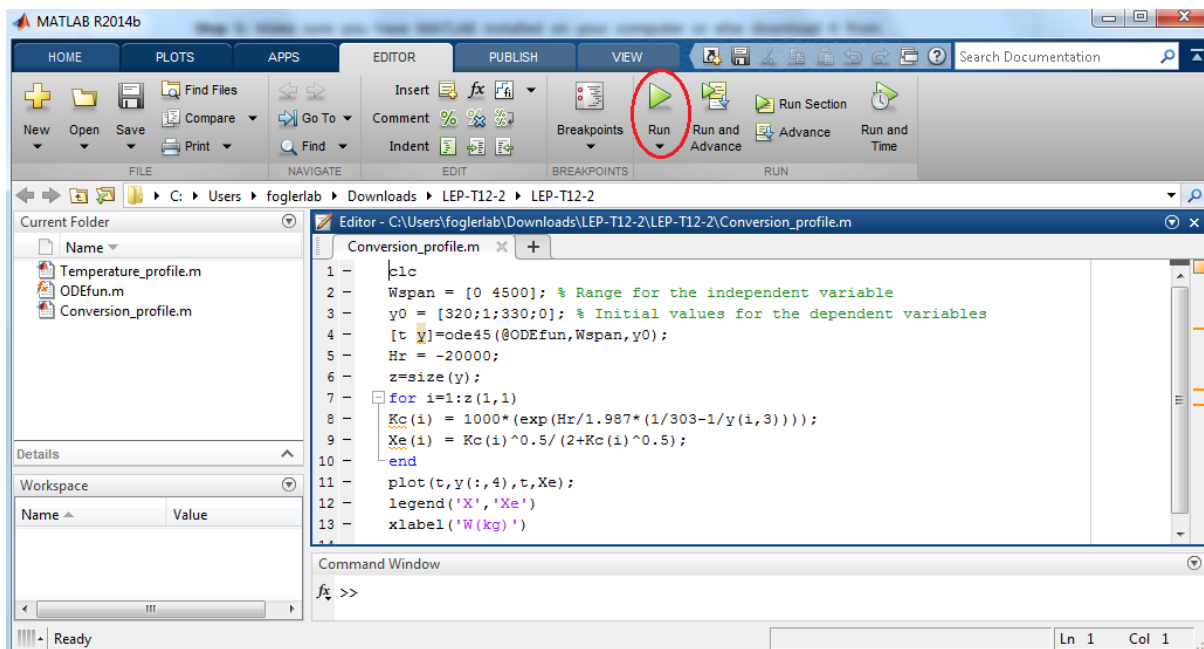 MATLAB R2014b
HOME PLOTS APPS EDITOR PUBLISH VIEW Search Documentation
New Open Save
Find Files
Compare
Print
FILE
Go To
Find
NAVIGATE
Insert fx
Comment
Indent
EDIT
Breakpoints
BREAKPOINTS
Run
Run and Advance
Run Section
Advance
Run and Time
RUN
C: Users foglerlab Downloads LEP-T12-2 LEP-T12-2
Current Folder
Name
Temperature_profile.m
ODEfun.m
Conversion_profile.m
Details
Workspace
Name Value
Editor - C:\Users\foglerlab\Downloads\LEP-T12-2\LEP-T12-2\Conversion_profile.m
Conversion_profile.m
1 – clc
2 – Wspan = [0 4500]; % Range for the independent variable
3 – y0 = [320;1;330;0]; % Initial values for the dependent variables
4 – [t y]=ode45(@ODEfun,Wspan,y0);
5 – Hr = -20000;
6 – z=size(y);
7 – for i=1:z(1,1)
8 – Kc(i) = 1000*(exp(Hr/1.987*(1/303-1/y(i,3))));
9 – Xe(i) = Kc(i)^0.5/(2+Kc(i)^0.5);
10 – end
11 – plot(t,y(:,4),t,Xe);
12 – legend('X','Xe')
13 – xlabel('W(kg)')
Command Window
fx >>
Ready
Ln 1 Col 1